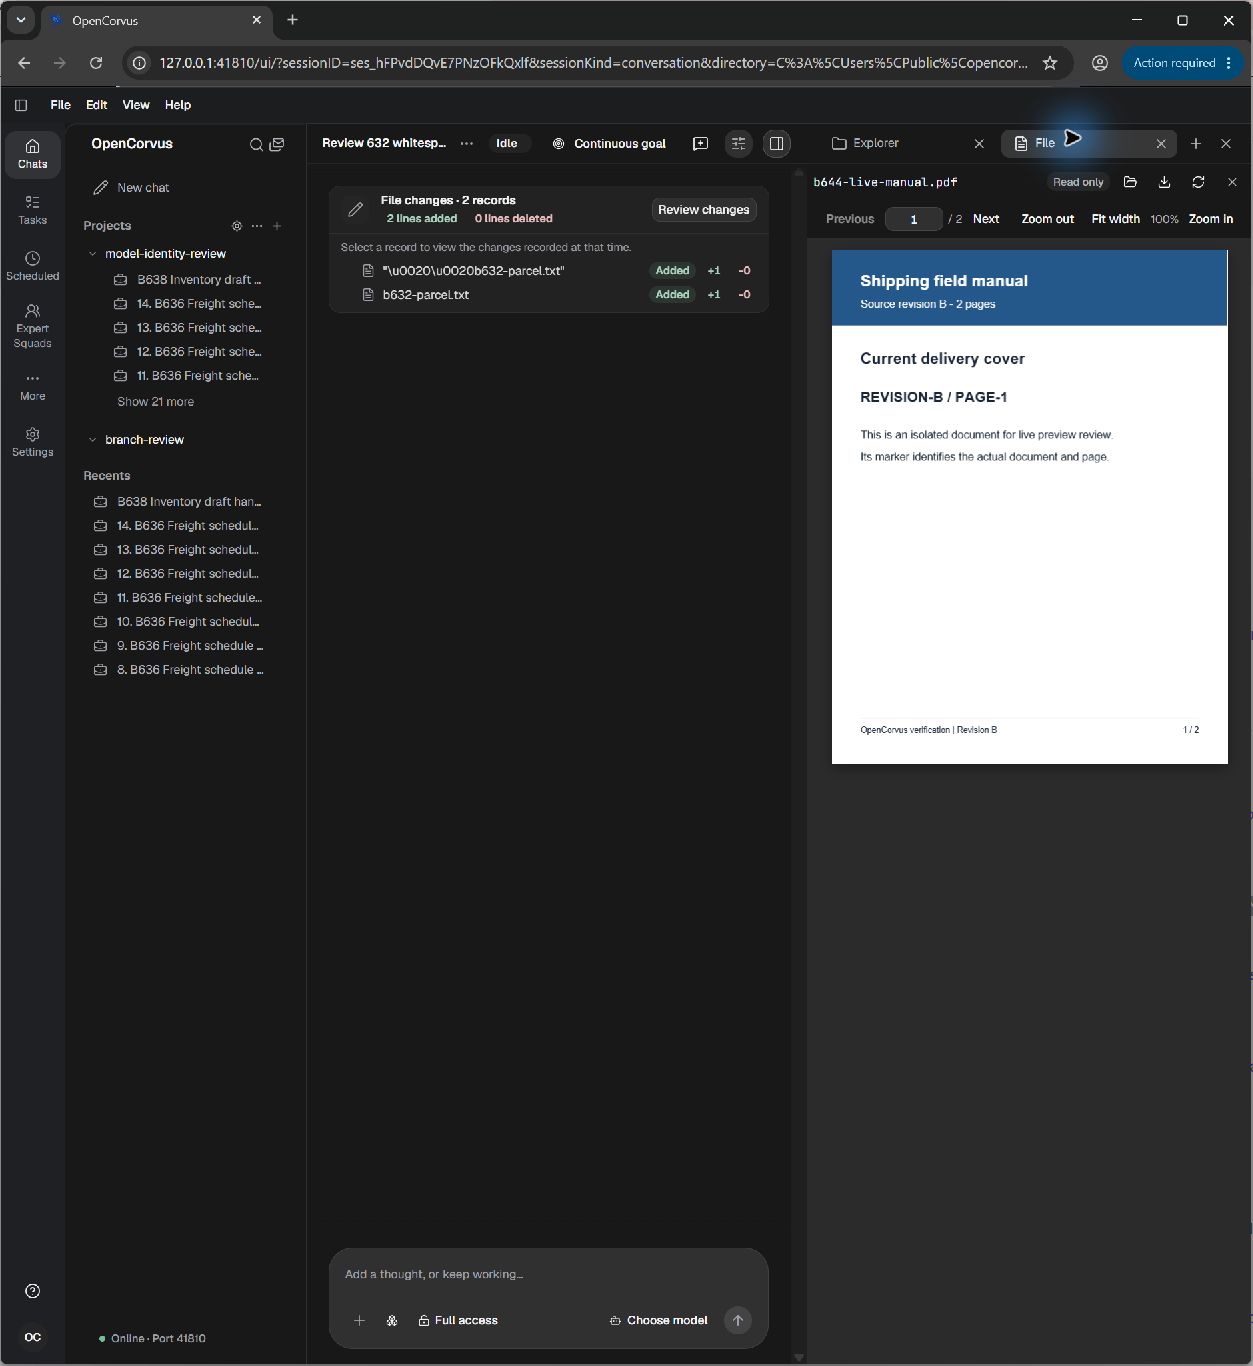 OpenCorvus
127.0.0.1:41810/ui/?sessionID=ses_hFPvdDQvE7PNzOFkQxlf&sessionKind=conversation&directory=C%3A%5CUsers%5CPublic%5Copencor...
Action required
File Edit View Help
Chats
Tasks
Scheduled
Expert
Squads
More
Settings
OC
OpenCorvus
New chat
Projects
model-identity-review
B638 Inventory draft ...
14. B636 Freight sche...
13. B636 Freight sche...
12. B636 Freight sche...
11. B636 Freight sche...
Show 21 more
branch-review
Recents
B638 Inventory draft han...
14. B636 Freight schedul...
13. B636 Freight schedul...
12. B636 Freight schedul...
11. B636 Freight schedule...
10. B636 Freight schedul...
9. B636 Freight schedule ...
8. B636 Freight schedule ...
Online · Port 41810
Review 632 whitesp... ... Idle Continuous goal
File changes · 2 records
2 lines added 0 lines deleted
Review changes
Select a record to view the changes recorded at that time.
"\u0020\u0020b632-parcel.txt" Added +1 -0
b632-parcel.txt Added +1 -0
Add a thought, or keep working...
Full access Choose model
Explorer File
b644-live-manual.pdf Read only
Previous 1 / 2 Next Zoom out Fit width 100% Zoom in
Shipping field manual
Source revision B - 2 pages
Current delivery cover
REVISION-B / PAGE-1
This is an isolated document for live preview review.
Its marker identifies the actual document and page.
OpenCorvus verification | Revision B 1 / 2